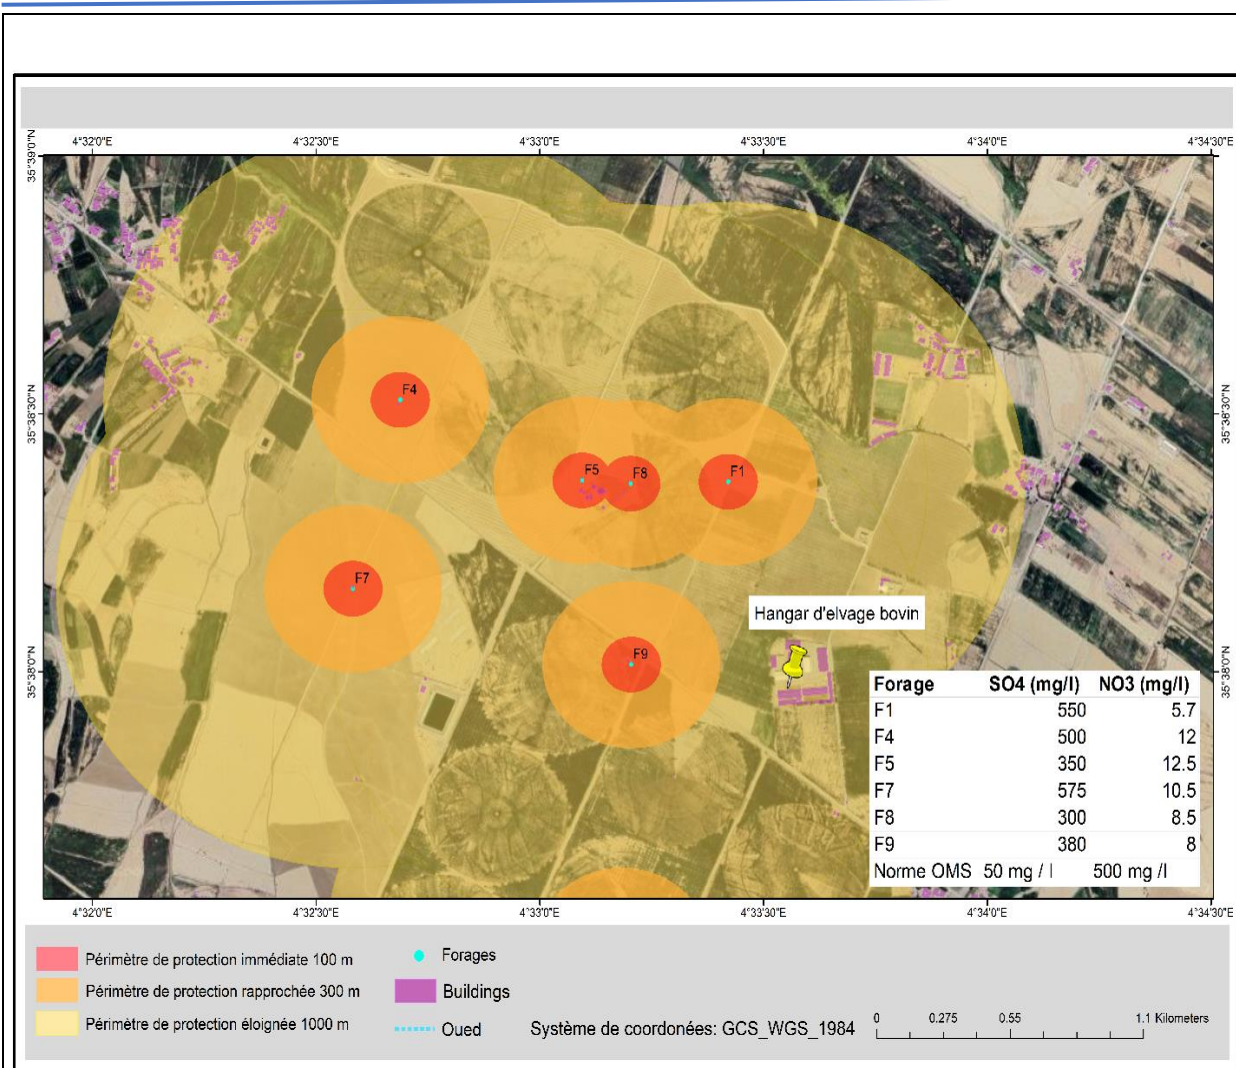 4°32'0"E 4°32'30"E 4°33'0"E 4°33'30"E 4°34'0"E 4°34'30"E
35°39'0"N
35°38'30"N 35°38'30"N
35°38'0"N 35°38'0"N
F4
F5 F8 F1
F7
Hangar d'elvage bovin
F9
Forage SO4 (mg/l) NO3 (mg/l)
F1 550 5.7
F4 500 12
F5 350 12.5
F7 575 10.5
F8 300 8.5
F9 380 8
Norme OMS 50 mg / l 500 mg /l
4°32'0"E 4°32'30"E 4°33'0"E 4°33'30"E 4°34'0"E 4°34'30"E
Périmètre de protection immédiate 100 m
Périmètre de protection rapprochée 300 m
Périmètre de protection éloignée 1000 m
Forages
Buildings
Oued
Système de coordonées: GCS_WGS_1984
0 0.275 0.55 1.1 Kilometers